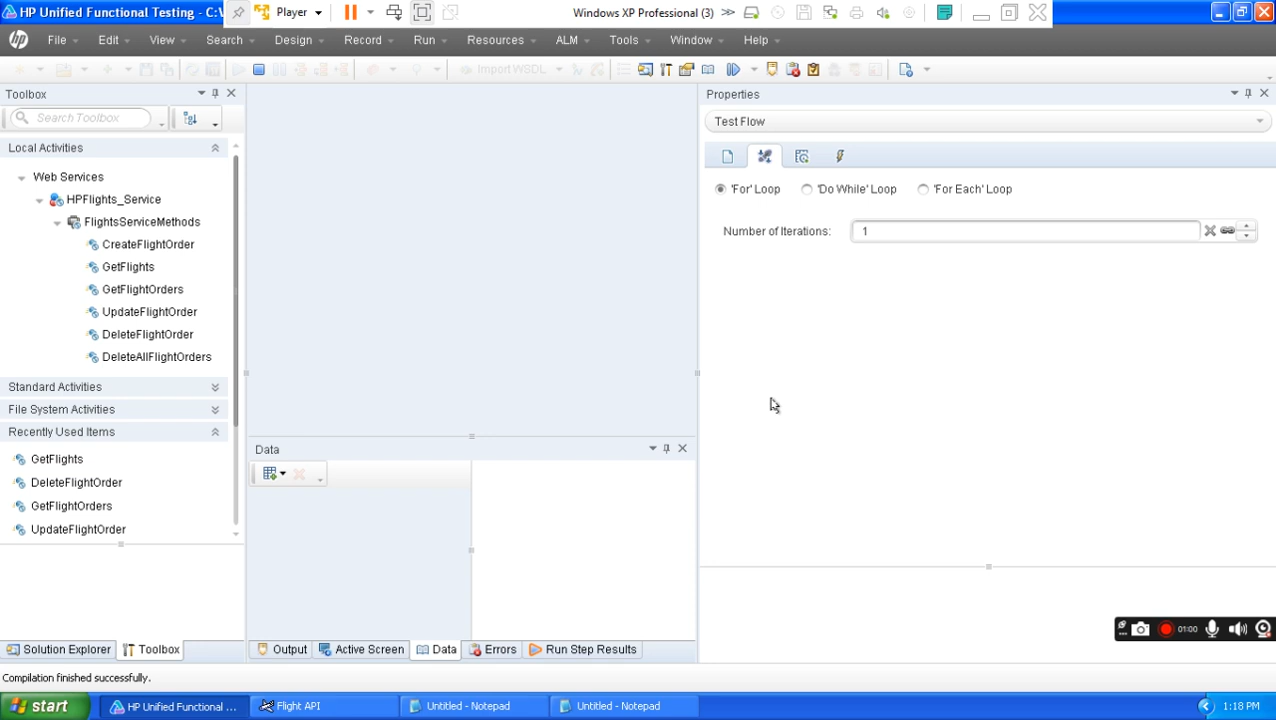 HP Unified Functional Testing - C:\
Player
Windows XP Professional (3)
File
Edit
View
Search
Design
Record
Run
Resources
ALM
Tools
Window
Help
Import WSDL
Toolbox
Search Toolbox
Local Activities
Web Services
HPFlights_Service
FlightsServiceMethods
CreateFlightOrder
GetFlights
GetFlightOrders
UpdateFlightOrder
DeleteFlightOrder
DeleteAllFlightOrders
Standard Activities
File System Activities
Recently Used Items
GetFlights
DeleteFlightOrder
GetFlightOrders
UpdateFlightOrder
Solution Explorer
Toolbox
Data
Output
Active Screen
Data
Errors
Run Step Results
Properties
Test Flow
'For' Loop
'Do While' Loop
'For Each' Loop
Number of Iterations:
1
01:00
Compilation finished successfully.
start
HP Unified Functional ...
Flight API
Untitled - Notepad
Untitled - Notepad
1:18 PM